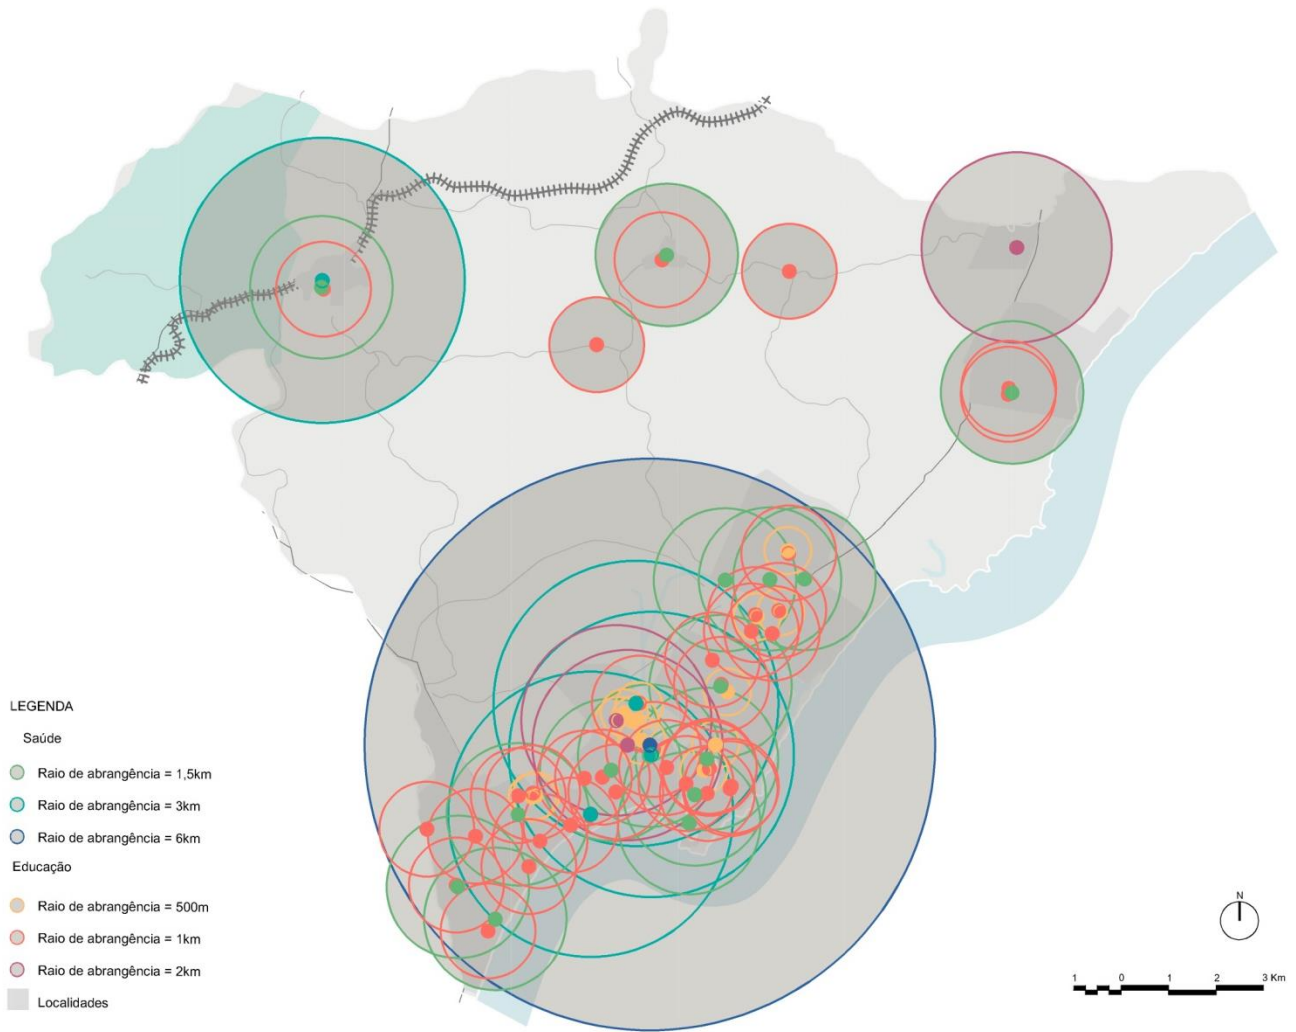 LEGENDA
Saúde
Raio de abrangência = 1,5km
Raio de abrangência = 3km
Raio de abrangência = 6km
Educação
Raio de abrangência = 500m
Raio de abrangência = 1km
Raio de abrangência = 2km
Localidades
N
1 0 1 2 3 Km